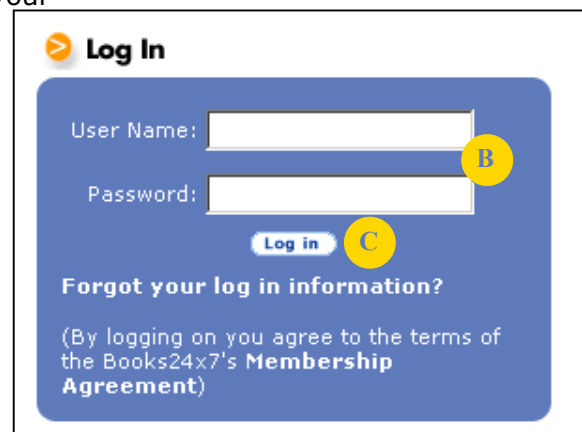 Log In
User Name:
B
Password:
Log in C
Forgot your log in information?
(By logging on you agree to the terms of
the Books24x7's Membership
Agreement)